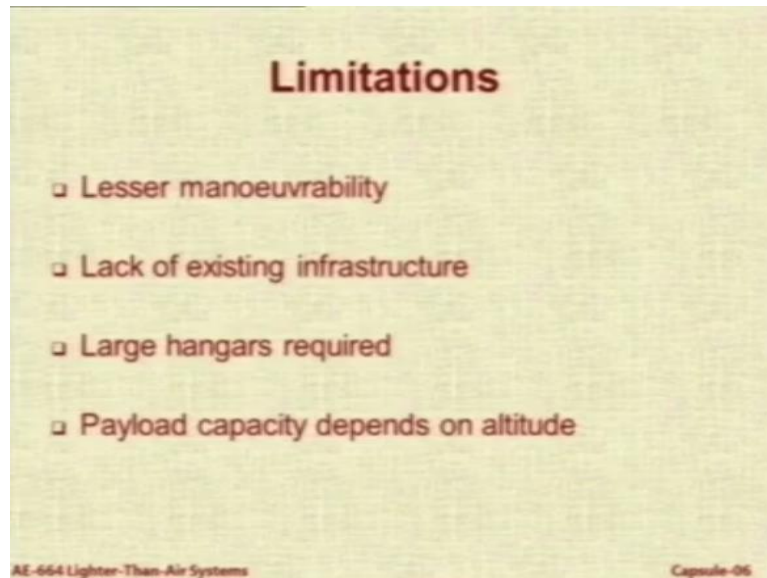 Limitations
❑ Lesser manoeuvrability
❑ Lack of existing infrastructure
❑ Large hangars required
❑ Payload capacity depends on altitude
AE-664 Lighter-Than-Air Systems
Capsule-06